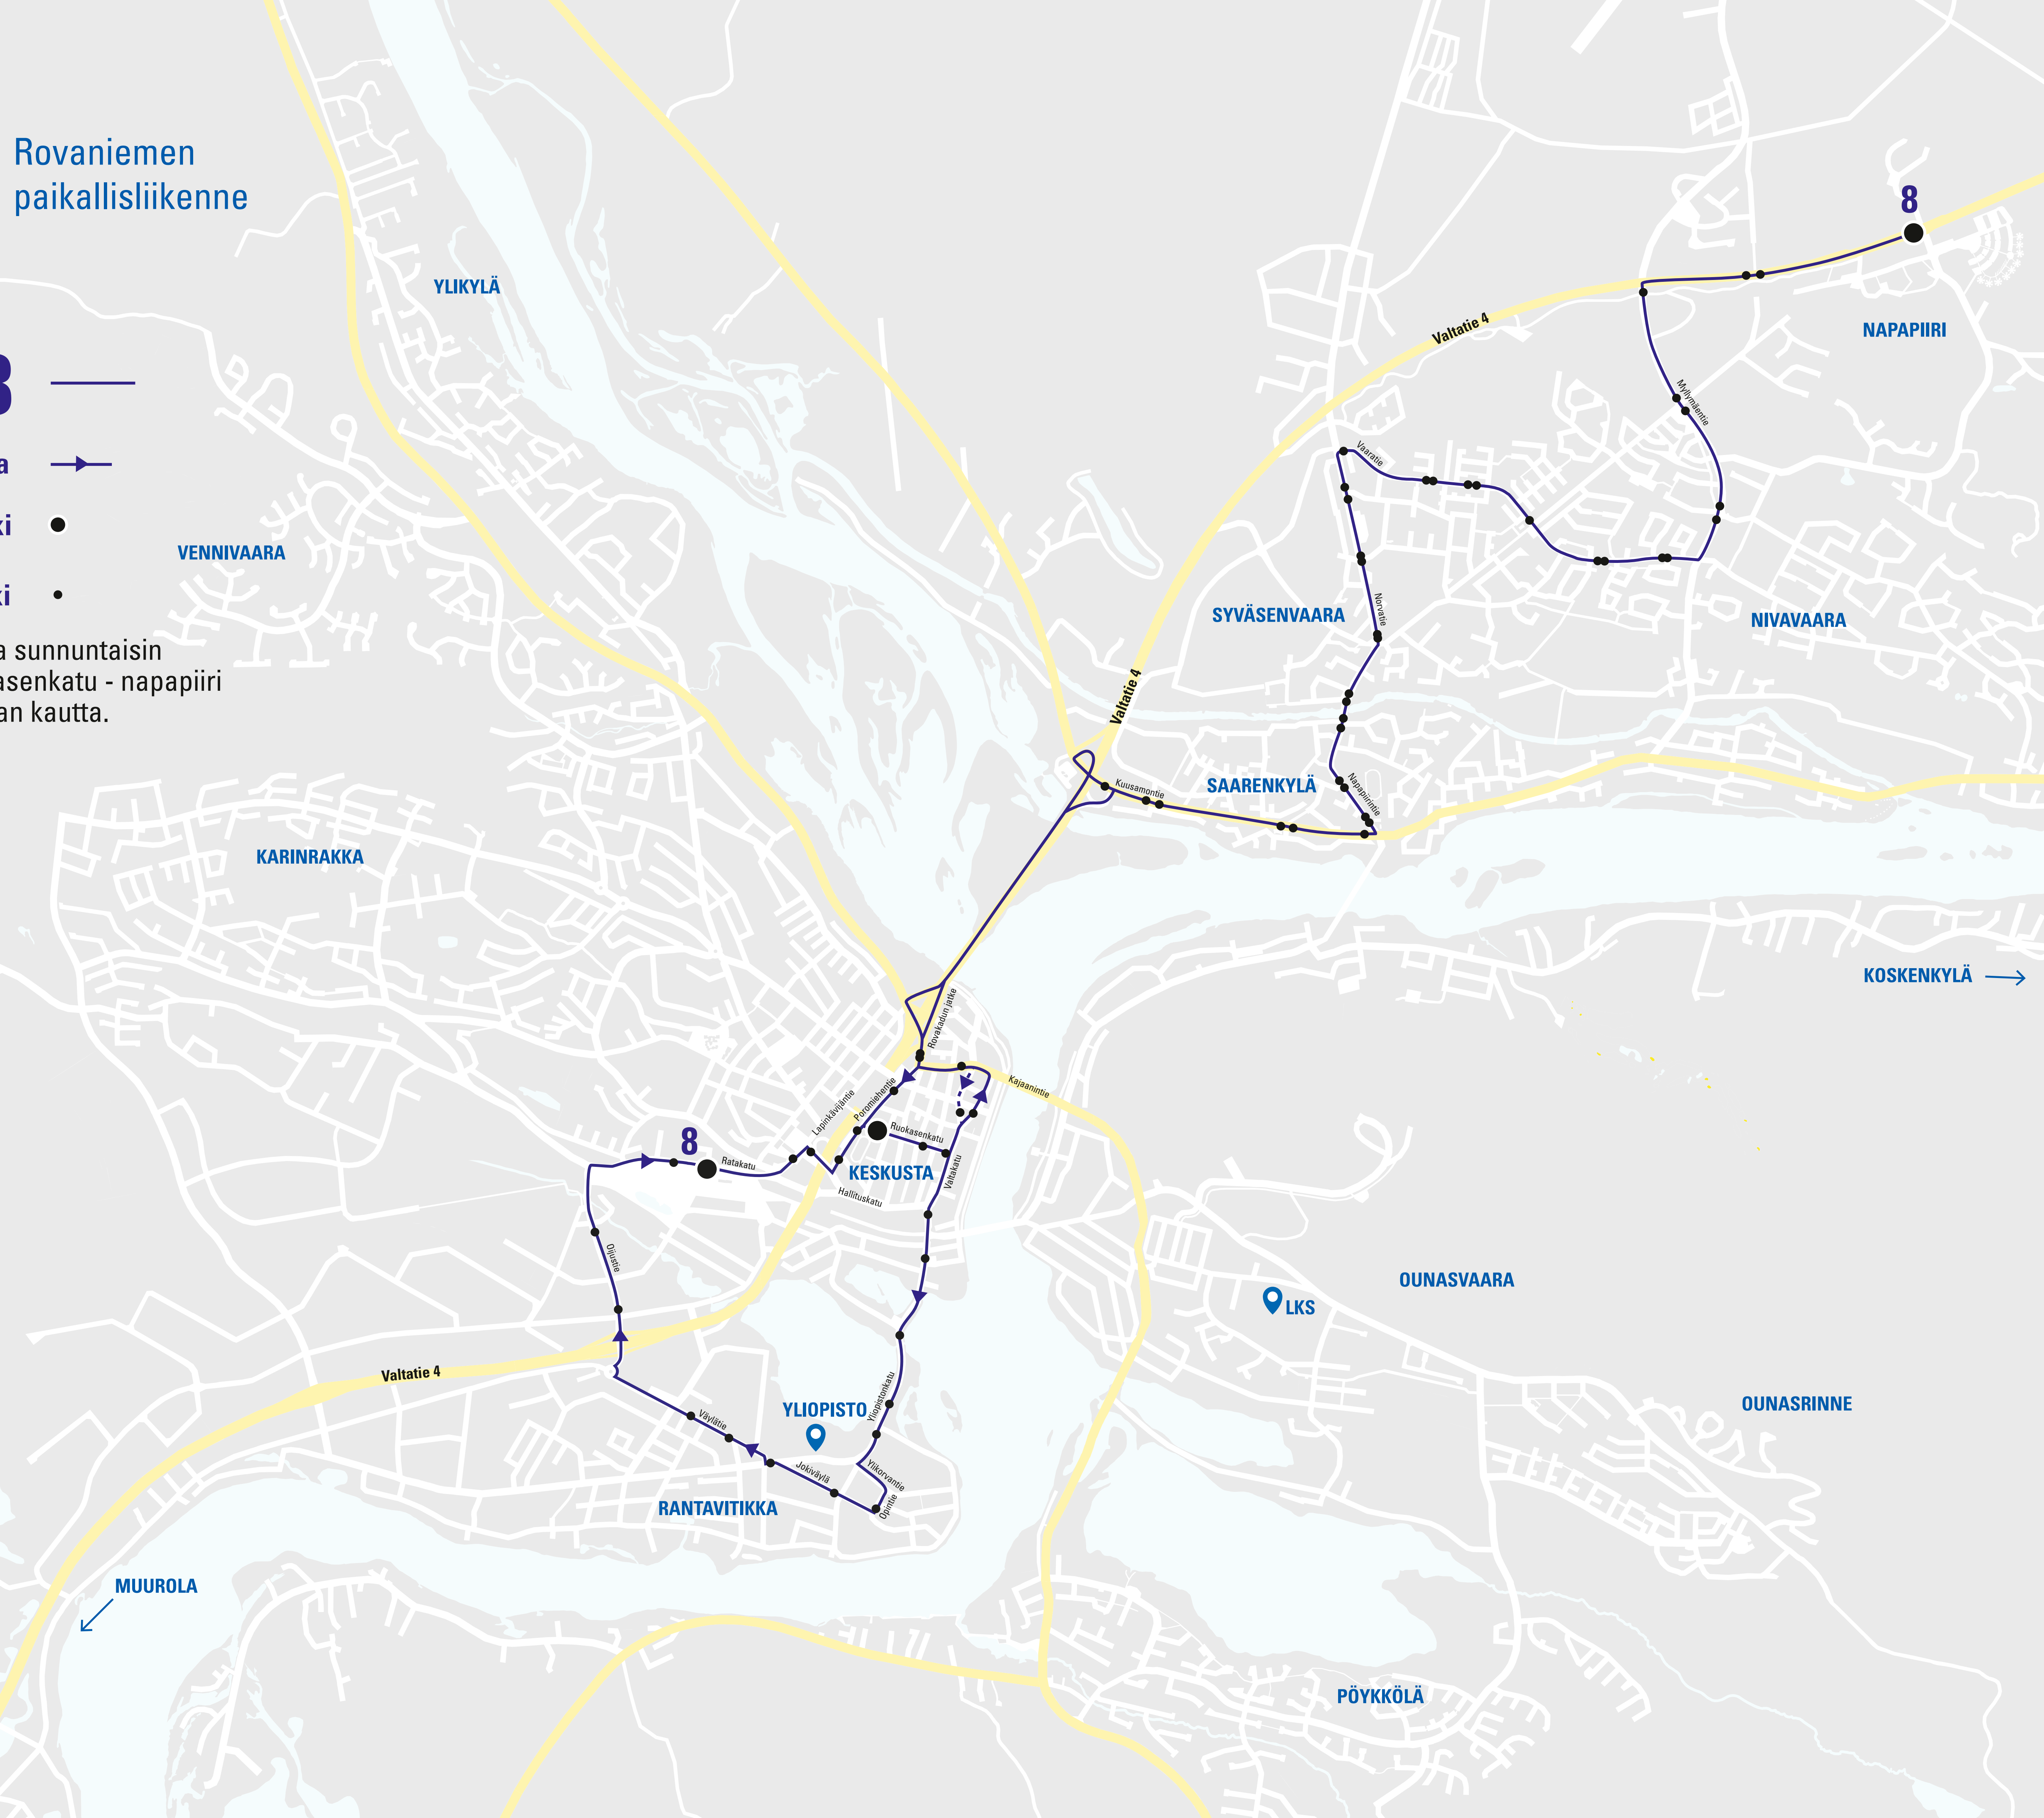 Rovaniemen
paikallisliikenne
8
a
ki
ki
a sunnuntaisin
asenkatu - napapiiri
an kautta.
YLIKYLÄ
VENNIVAARA
KARINRAKKA
8
NAPAPIIRI
Valtatie 4
Myllymäentie
Vaaratie
Norvatie
SYVÄSENVAARA
NIVAVAARA
Valtatie 4
Kuusamontie
SAARENKYLÄ
Napapiirintie
KOSKENKYLÄ
Rovakadun jatke
Kajaanintie
Lapinkävijäntie
Poromiehentie
Ruokasenkatu
8
Ratakatu
KESKUSTA
Valtakatu
Hallituskatu
Oijustie
OUNASVAARA
LKS
Valtatie 4
OUNASRINNE
YLIOPISTO
Yliopistonkatu
Väylätie
Jokiväylä
Ylikorvantie
Opintie
RANTAVITIKKA
MUUROLA
PÖYKKÖLÄ